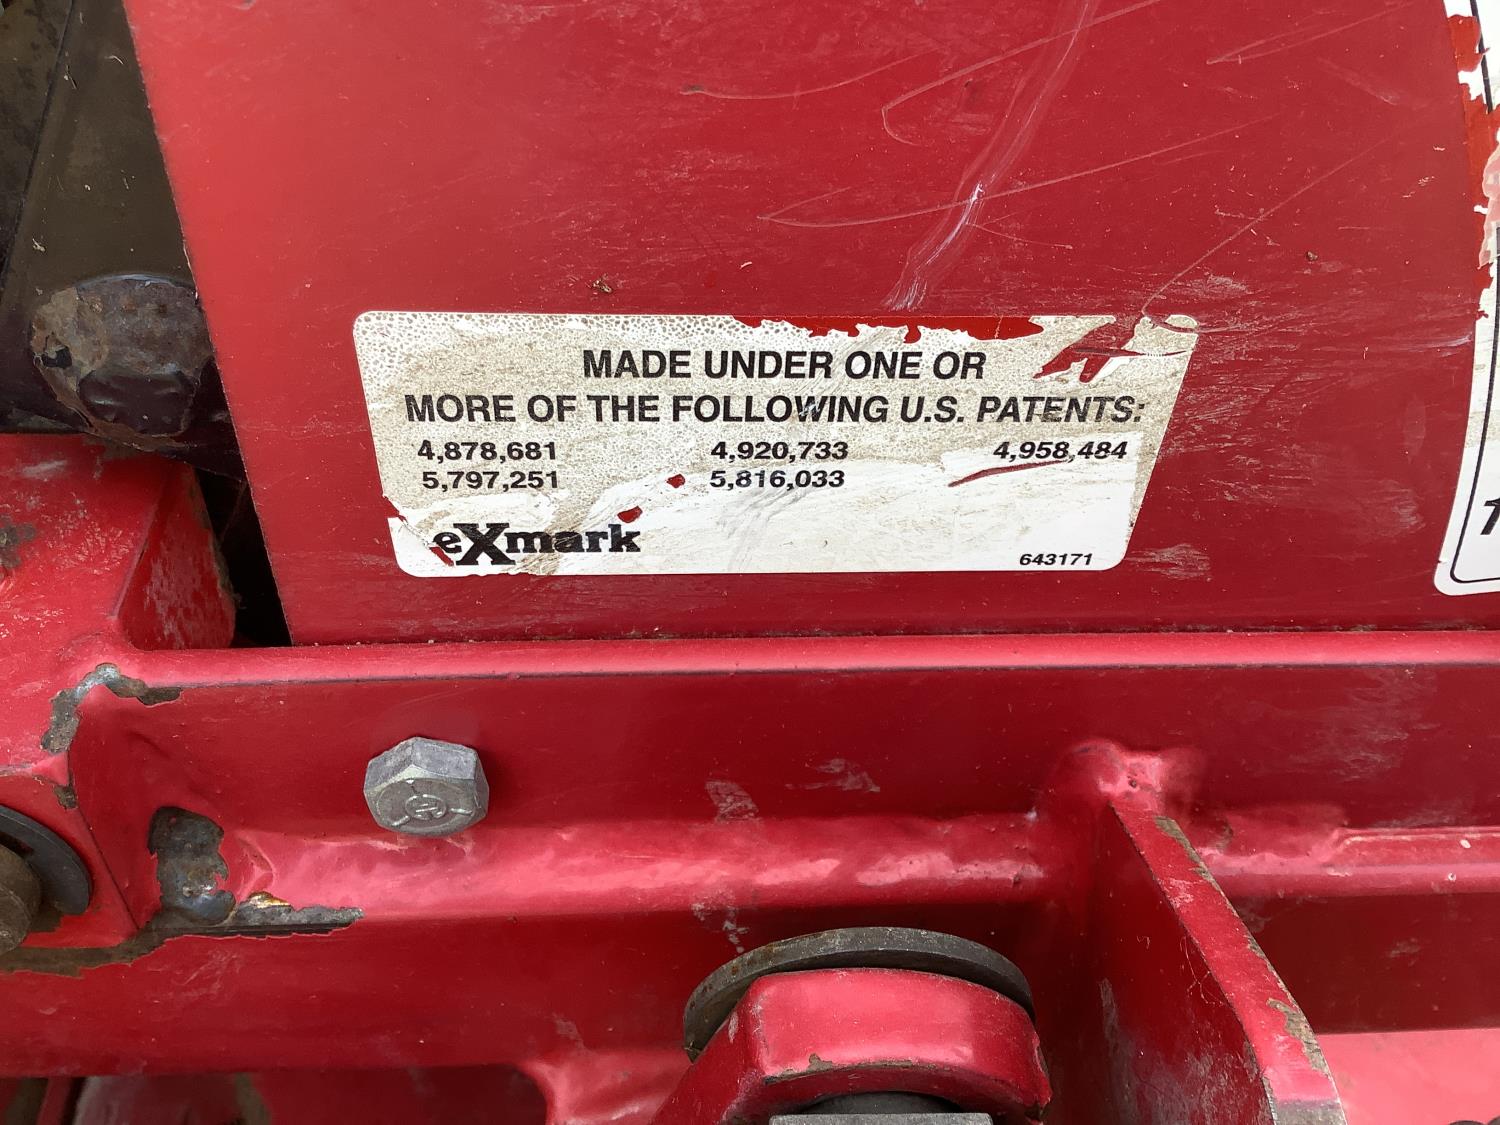 MADE UNDER ONE OR
MORE OF THE FOLLOWING U.S. PATENTS:
4,878,681 4,920,733 4,958,484
5,797,251 5,816,033
eXmark
643171